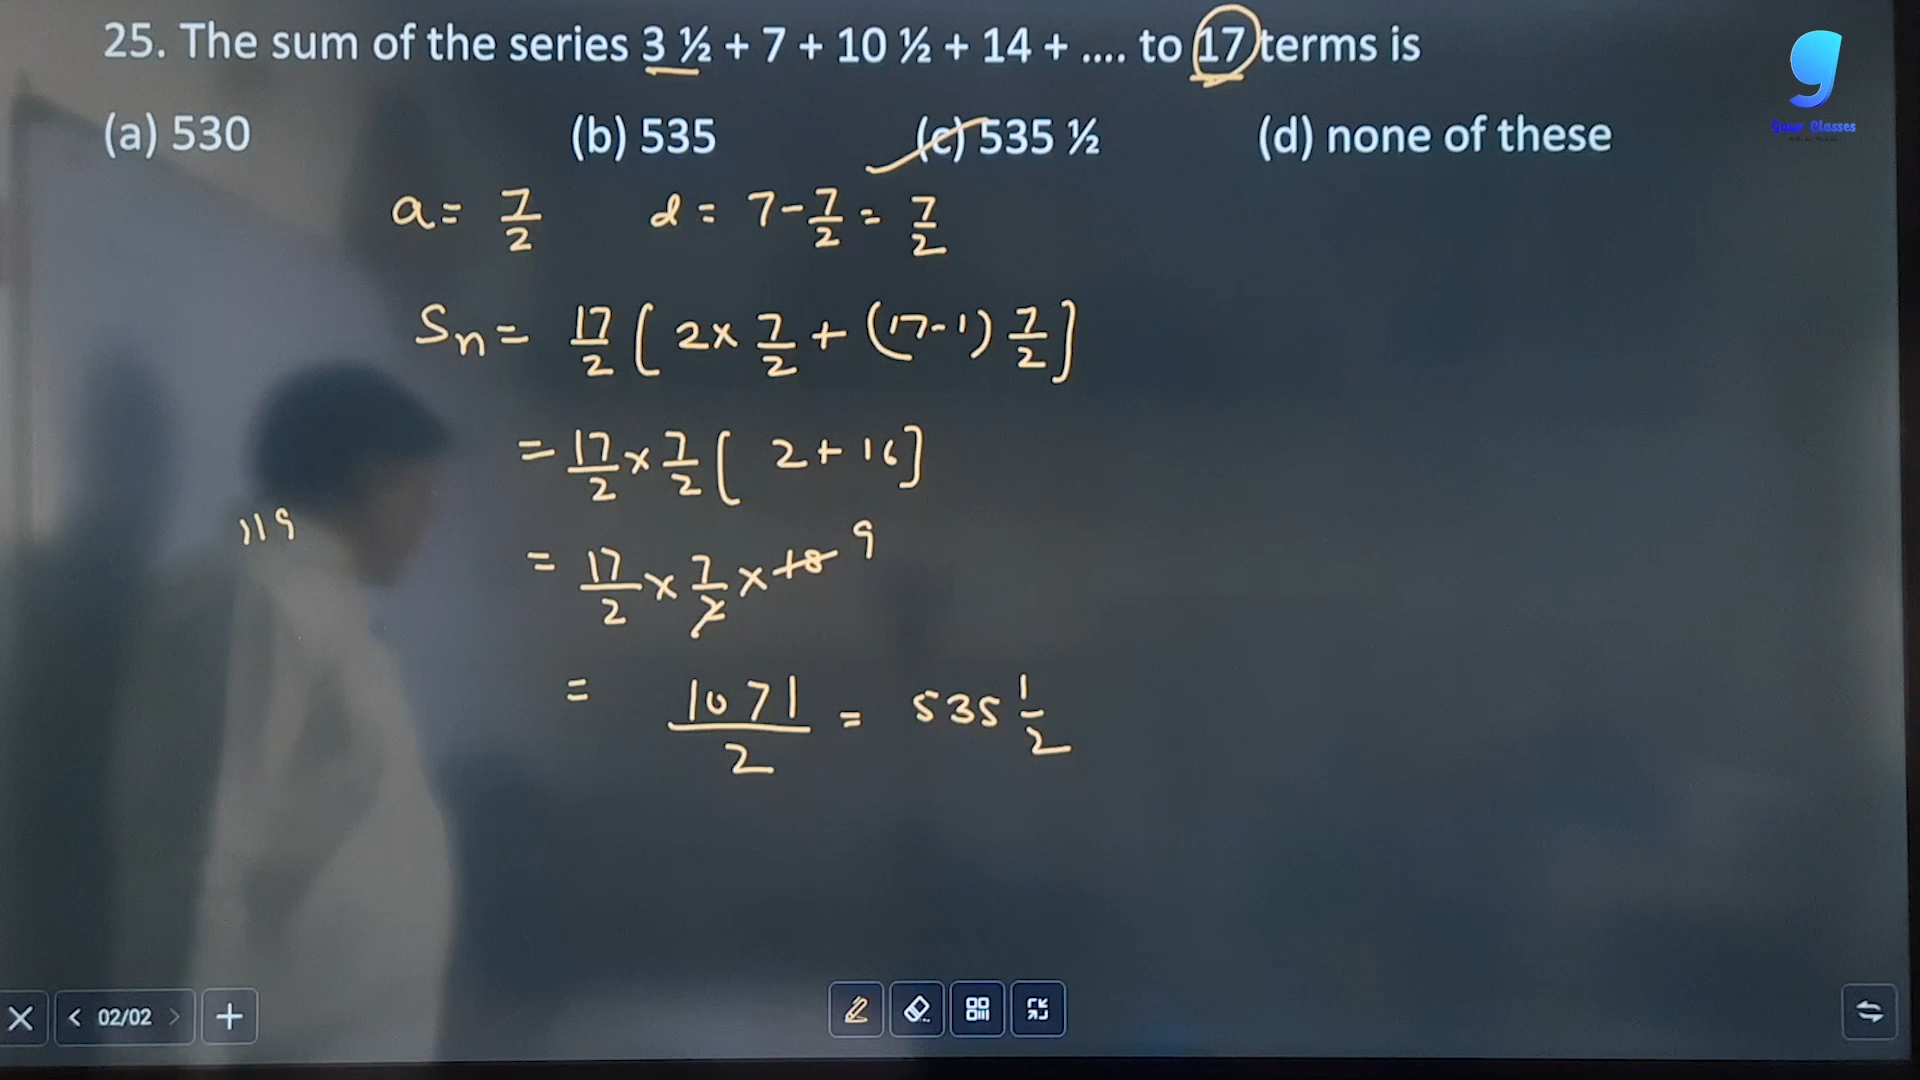 25. The sum of the series 3 ½ + 7 + 10 ½ + 14 + .... to 17 terms is
(a) 530 (b) 535 (c) 535 ½ (d) none of these
a = 7/2 d = 7 - 7/2 = 7/2
Sn = 17/2 [ 2 x 7/2 + (17-1) 7/2 ]
= 17/2 x 7/2 [ 2 + 16 ]
119
= 17/2 x 7/2 x 18 9
= 1071/2 = 535 1/2
02/02
g
Gaur Classes